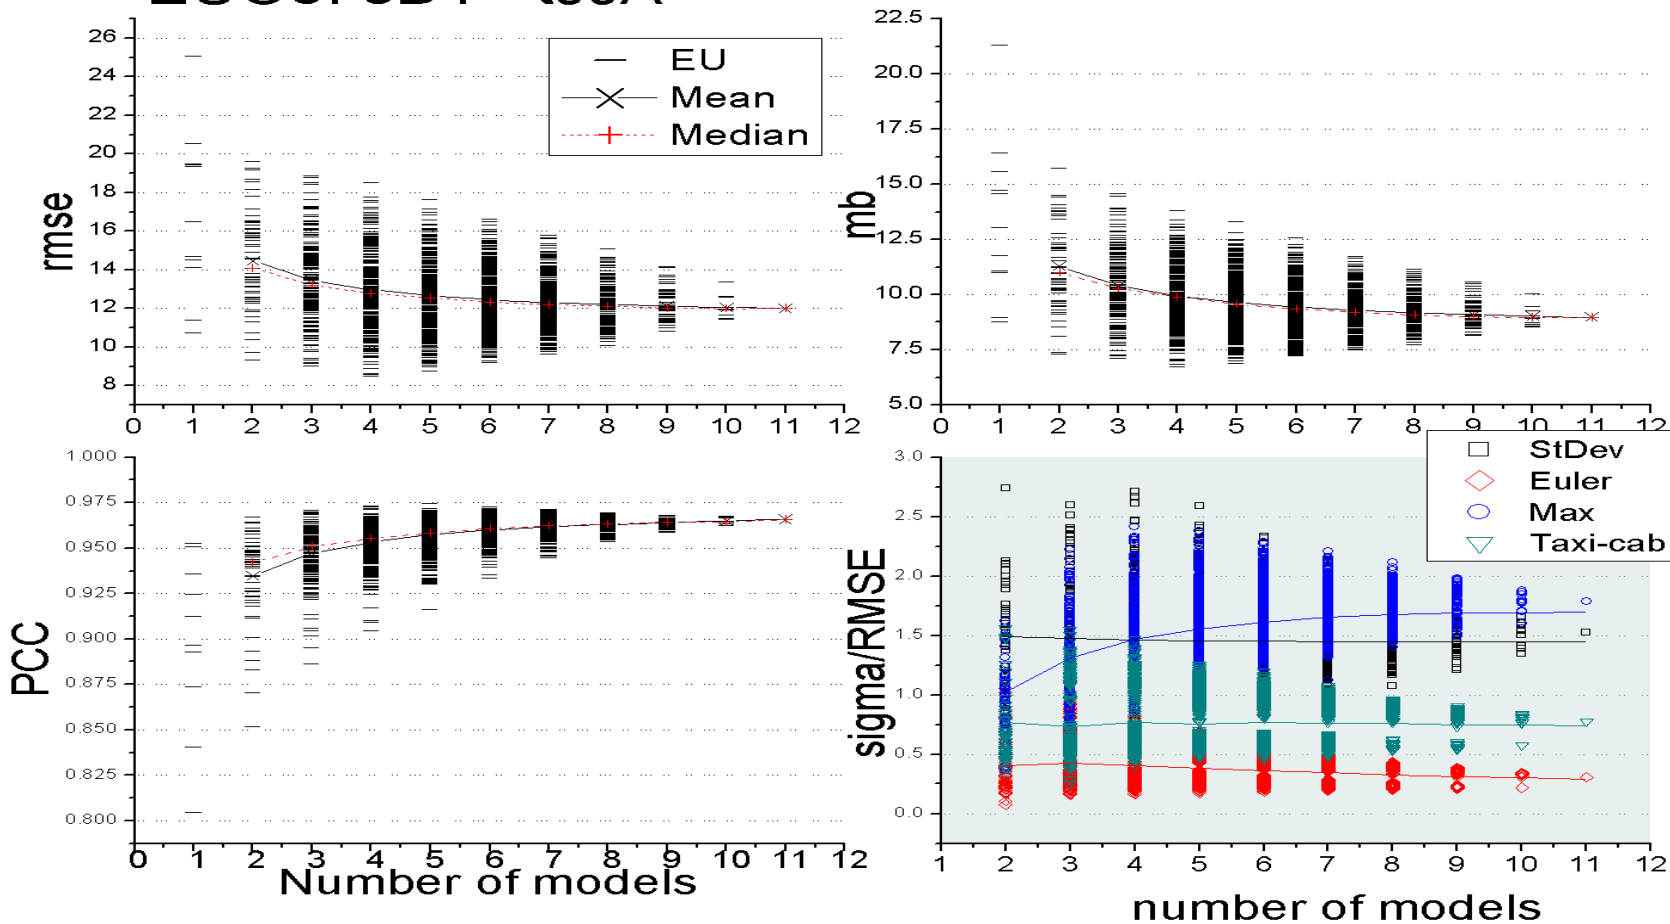 26
24
22
20
18
16
14
12
10
8
rmse
EU
Mean
Median
0 1 2 3 4 5 6 7 8 9 10 11 12
22.5
20.0
17.5
15.0
12.5
10.0
7.5
5.0
mb
0 1 2 3 4 5 6 7 8 9 10 11 12
1.000
0.975
0.950
0.925
0.900
0.875
0.850
0.825
0.800
PCC
0 1 2 3 4 5 6 7 8 9 10 11 12
Number of models
3.0
2.5
2.0
1.5
1.0
0.5
0.0
sigma/RMSE
StDev
Euler
Max
Taxi-cab
1 2 3 4 5 6 7 8 9 10 11 12
number of models